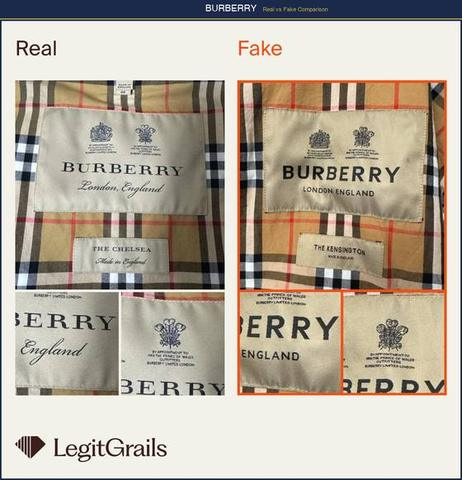 BURBERRY Real vs Fake Comparison
Real
Fake
BURBERRY
London, England
THE CHELSEA
Made in England
BURBERRY
LONDON, ENGLAND
THE KENSINGTON
MADE IN ENGLAND
BURBERRY LIMITED LONDON
ERRY
England
BY APPOINTMENT TO
HRH THE PRINCE OF WALES
OUTFITTERS
BURBERRY LIMITED LONDON
BERRY
HRH THE PRINCE OF WALES
OUTFITTERS
BURBERRY LIMITED LONDON
ERRY
ENGLAND
BY APPOINTMENT TO
HRH THE PRINCE OF WALES
OUTFITTERS
BURBERRY LIMITED LONDON
LegitGrails